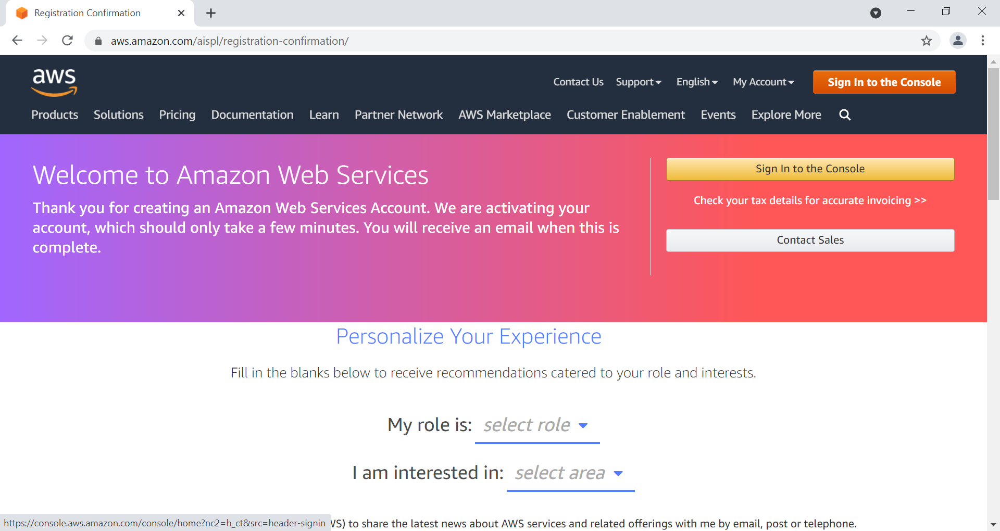 Registration Confirmation
aws.amazon.com/aispl/registration-confirmation/
aws
Contact Us Support English My Account Sign In to the Console
Products Solutions Pricing Documentation Learn Partner Network AWS Marketplace Customer Enablement Events Explore More
Welcome to Amazon Web Services
Thank you for creating an Amazon Web Services Account. We are activating your
account, which should only take a few minutes. You will receive an email when this is
complete.
Sign In to the Console
Check your tax details for accurate invoicing >>
Contact Sales
Personalize Your Experience
Fill in the blanks below to receive recommendations catered to your role and interests.
My role is: select role
I am interested in: select area
https://console.aws.amazon.com/console/home?nc2=h_ct&src=header-signin
WS) to share the latest news about AWS services and related offerings with me by email, post or telephone.